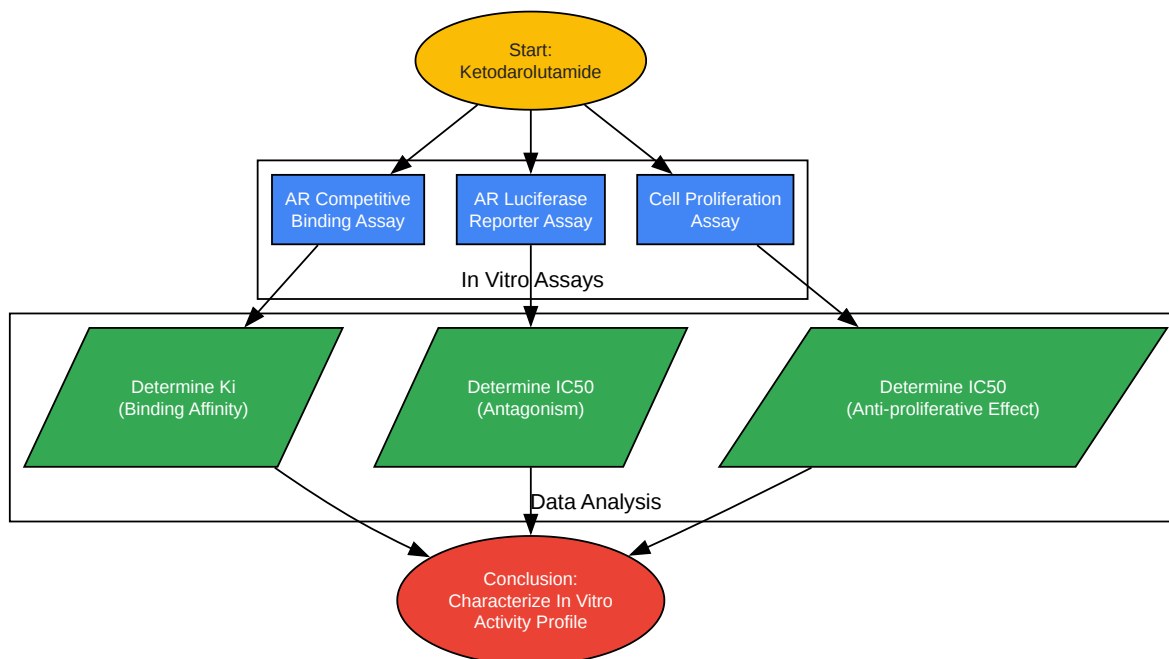 Start:
Ketodarolutamide
AR Competitive
Binding Assay
AR Luciferase
Reporter Assay
Cell Proliferation
Assay
In Vitro Assays
Determine Ki
(Binding Affinity)
Determine IC50
(Antagonism)
Determine IC50
(Anti-proliferative Effect)
Data Analysis
Conclusion:
Characterize In Vitro
Activity Profile